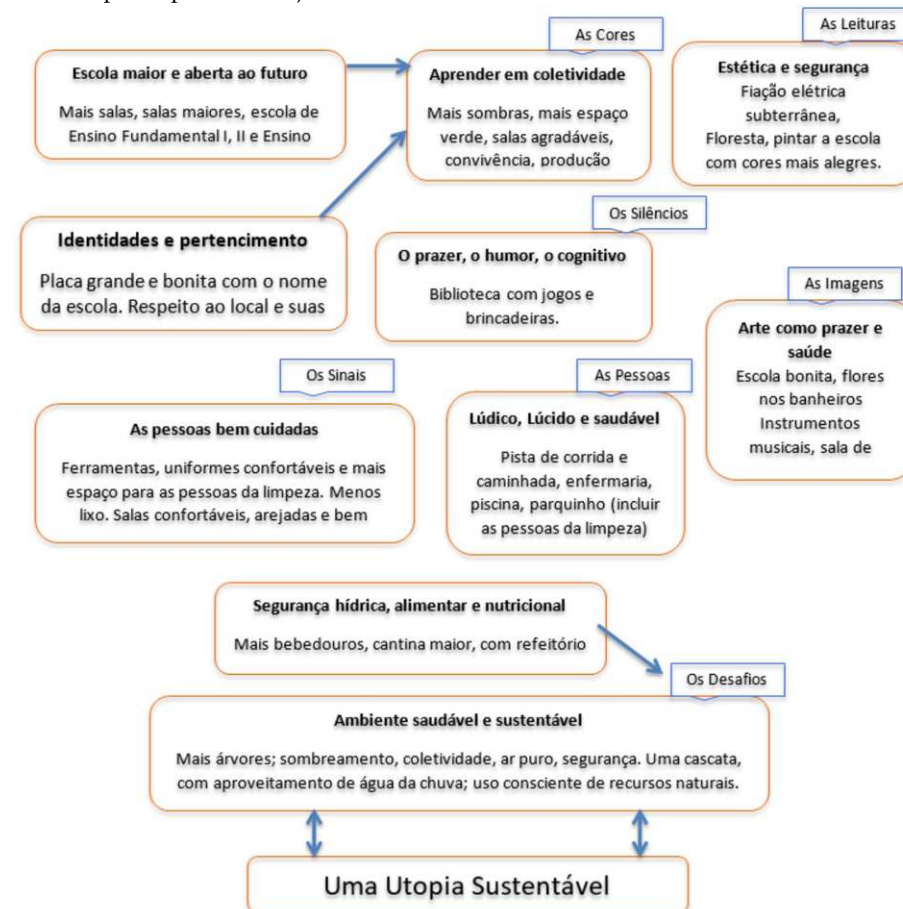 As Cores
As Leituras
Escola maior e aberta ao futuro
Mais salas, salas maiores, escola de
Ensino Fundamental I, II e Ensino
Aprender em coletividade
Mais sombras, mais espaço
verde, salas agradáveis,
convivência, produção
Estética e segurança
Fiação elétrica
subterrânea,
Floresta, pintar a escola
com cores mais alegres.
Identidades e pertencimento
Placa grande e bonita com o nome
da escola. Respeito ao local e suas
Os Silêncios
O prazer, o humor, o cognitivo
Biblioteca com jogos e
brincadeiras.
As Imagens
Arte como prazer e
saúde
Escola bonita, flores
nos banheiros
Instrumentos
musicais, sala de
Os Sinais
As pessoas bem cuidadas
Ferramentas, uniformes confortáveis e mais
espaço para as pessoas da limpeza. Menos
lixo. Salas confortáveis, arejadas e bem
As Pessoas
Lúdico, Lúcido e saudável
Pista de corrida e
caminhada, enfermaria,
piscina, parquinho (incluir
as pessoas da limpeza)
Segurança hídrica, alimentar e nutricional
Mais bebedouros, cantina maior, com refeitório
Os Desafios
Ambiente saudável e sustentável
Mais árvores; sombreamento, coletividade, ar puro, segurança. Uma cascata,
com aproveitamento de água da chuva; uso consciente de recursos naturais.
Uma Utopia Sustentável